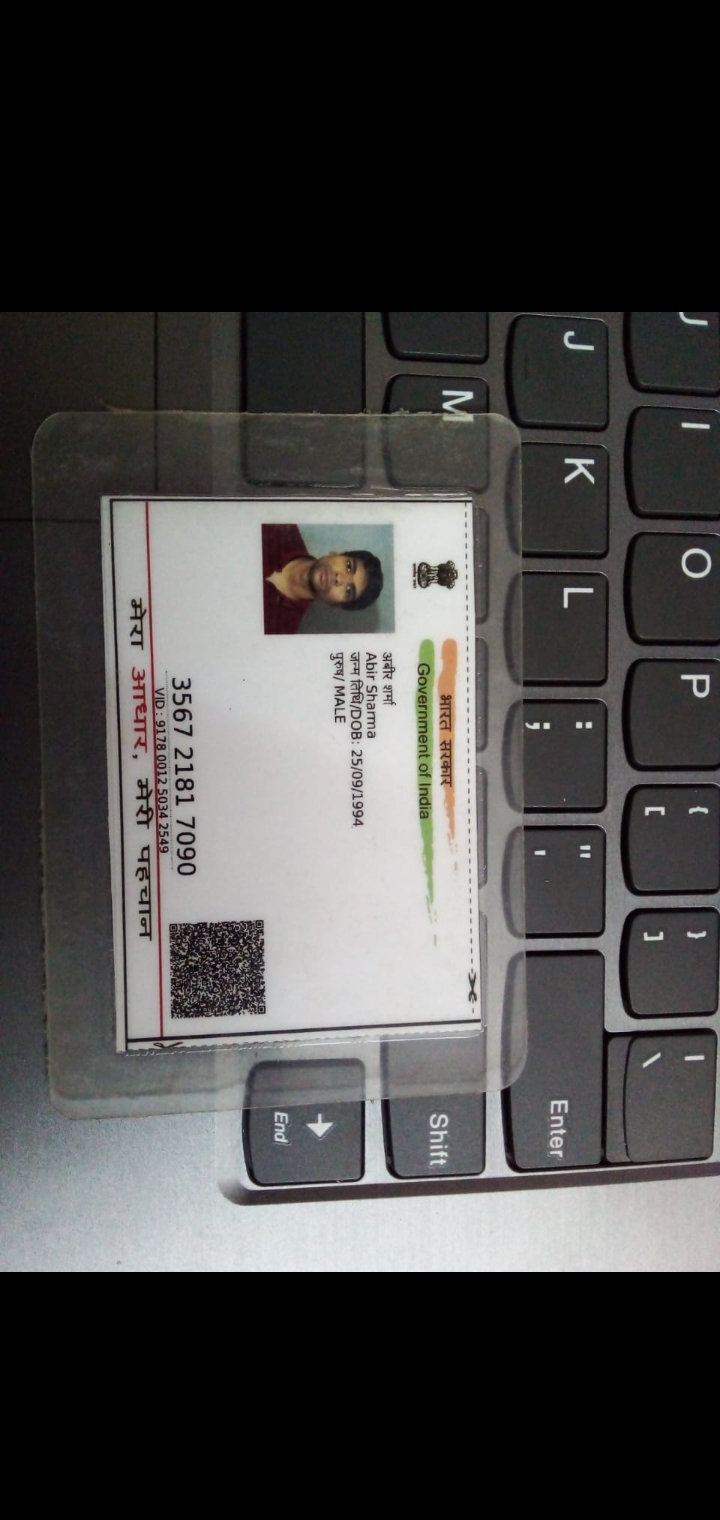 भारत सरकार
Government of India
अबीर शर्मा
Abir Sharma
जन्म तिथि/DOB: 25/09/1994
पुरुष/ MALE
3567 2181 7090
VID : 9178 0012 5034 2549
मेरा आधार, मेरी पहचान
J
I
O
P
{
[
}
]
|
\
J
K
L
:
;
"
'
Enter
M
Shift
End